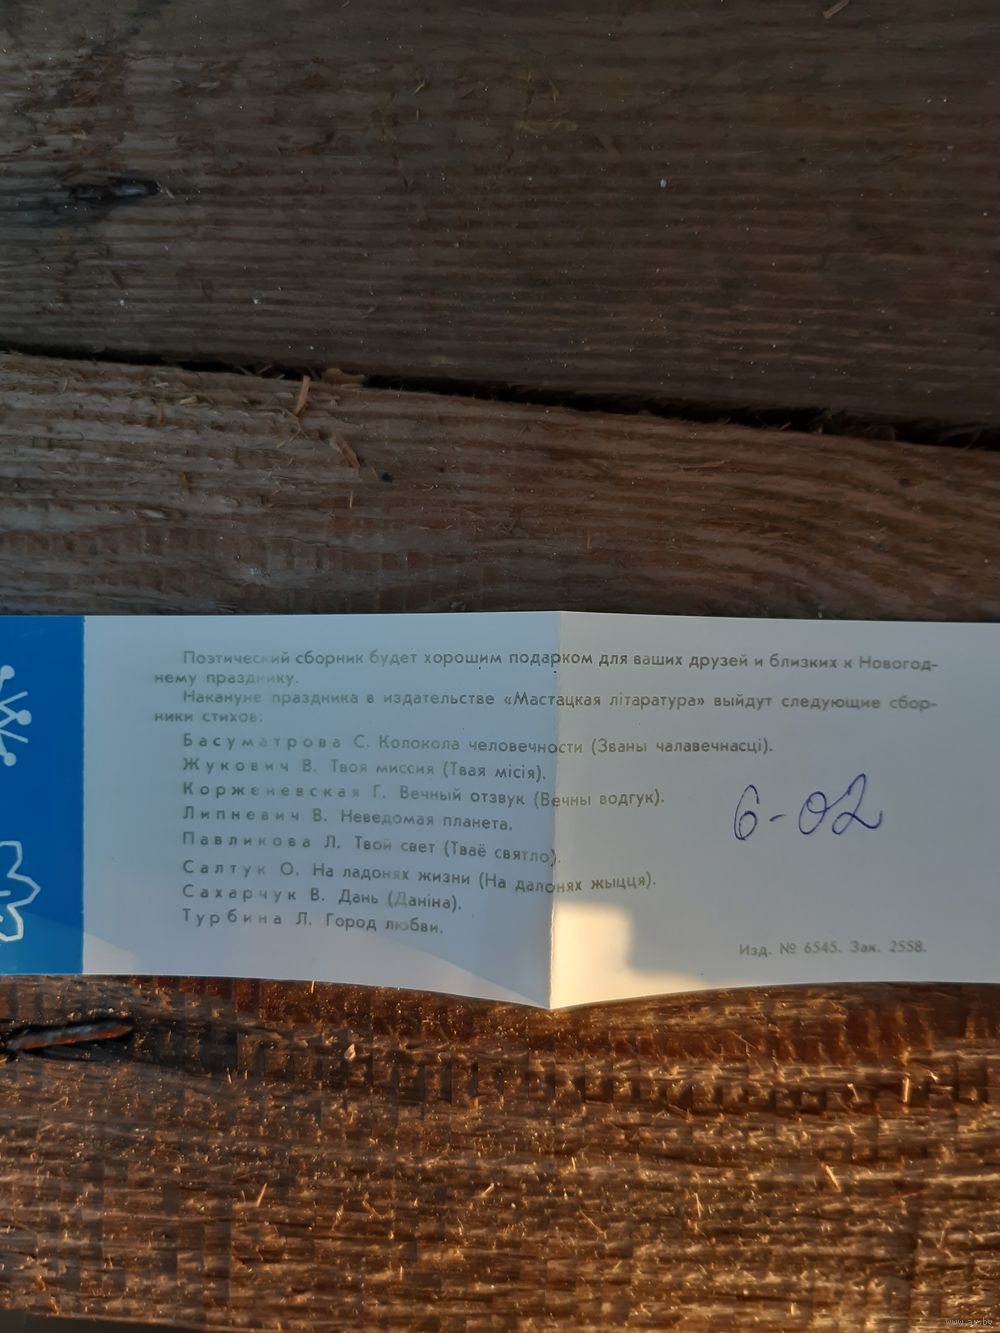 Поэтический сборник будет хорошим подарком для ваших друзей и близких к Новогод-
нему празднику.
Накануне праздника в издательстве «Мастацкая літаратура» выйдут следующие сбор-
ники стихов:
Басуматрова С. Колокола человечности (Званы чалавечнасці).
Жукович В. Твоя миссия (Твая місія).
Корженевская Г. Вечный отзвук (Вечны водгук).
Липневич В. Неведомая планета.
Павликова Л. Твой свет (Тваё святло).
Салтук О. На ладонях жизни (На далонях жыцця).
Сахарчук В. Дань (Даніна).
Турбина Л. Город любви.
6-02
Изд. № 6545. Зак. 2558.
www.ay.by